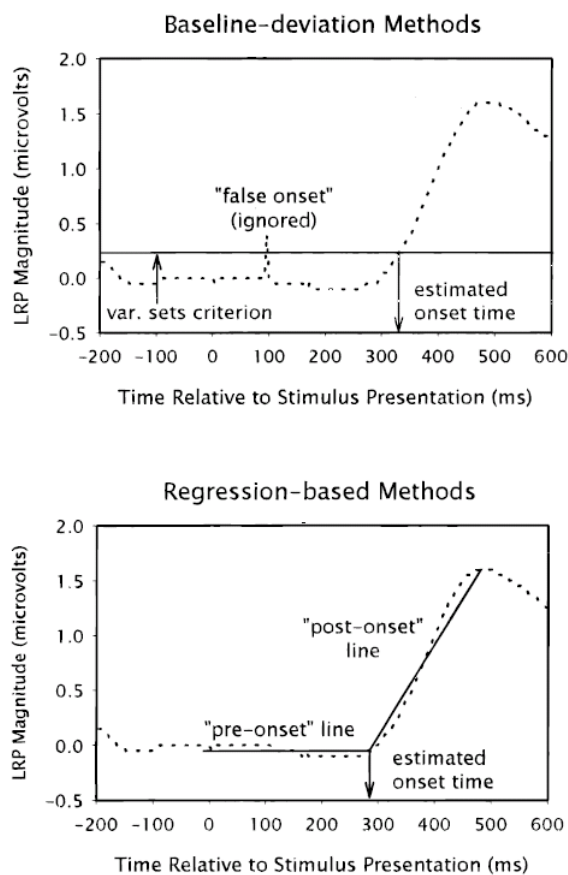 Baseline-deviation Methods
LRP Magnitude (microvolts)
2.0
1.5
1.0
0.5
0.0
-0.5
"false onset"
(ignored)
var. sets criterion
estimated
onset time
-200 -100 0 100 200 300 400 500 600
Time Relative to Stimulus Presentation (ms)
Regression-based Methods
LRP Magnitude (microvolts)
2.0
1.5
1.0
0.5
0.0
-0.5
"post-onset"
line
"pre-onset" line
estimated
onset time
-200 -100 0 100 200 300 400 500 600
Time Relative to Stimulus Presentation (ms)